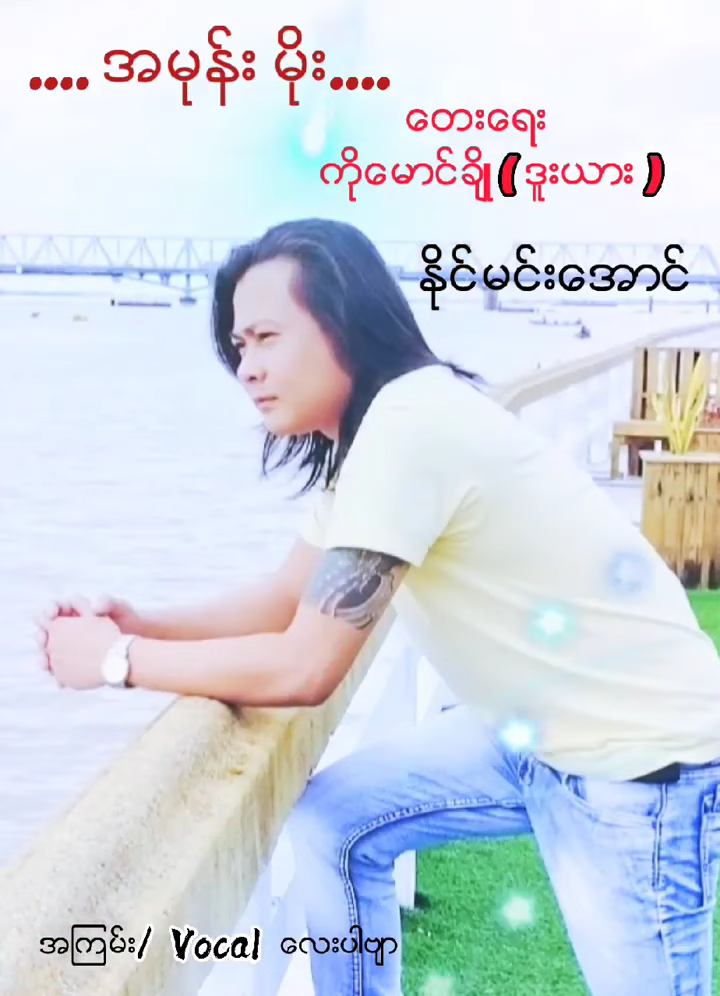 .... အမုန်း မိုး....
တေးရေး
ကိုမောင်ချို ( ဒူးယား )
နိုင်မင်းအောင်
အကြမ်း/ Vocal လေးပါဗျာ